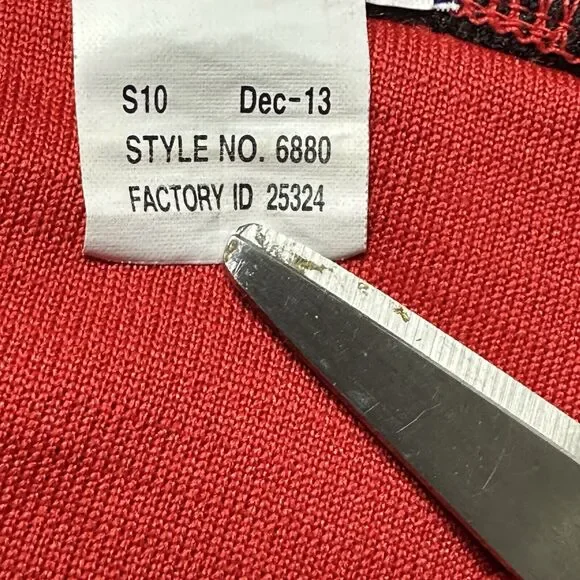 S10 Dec-13
STYLE NO. 6880
FACTORY ID 25324